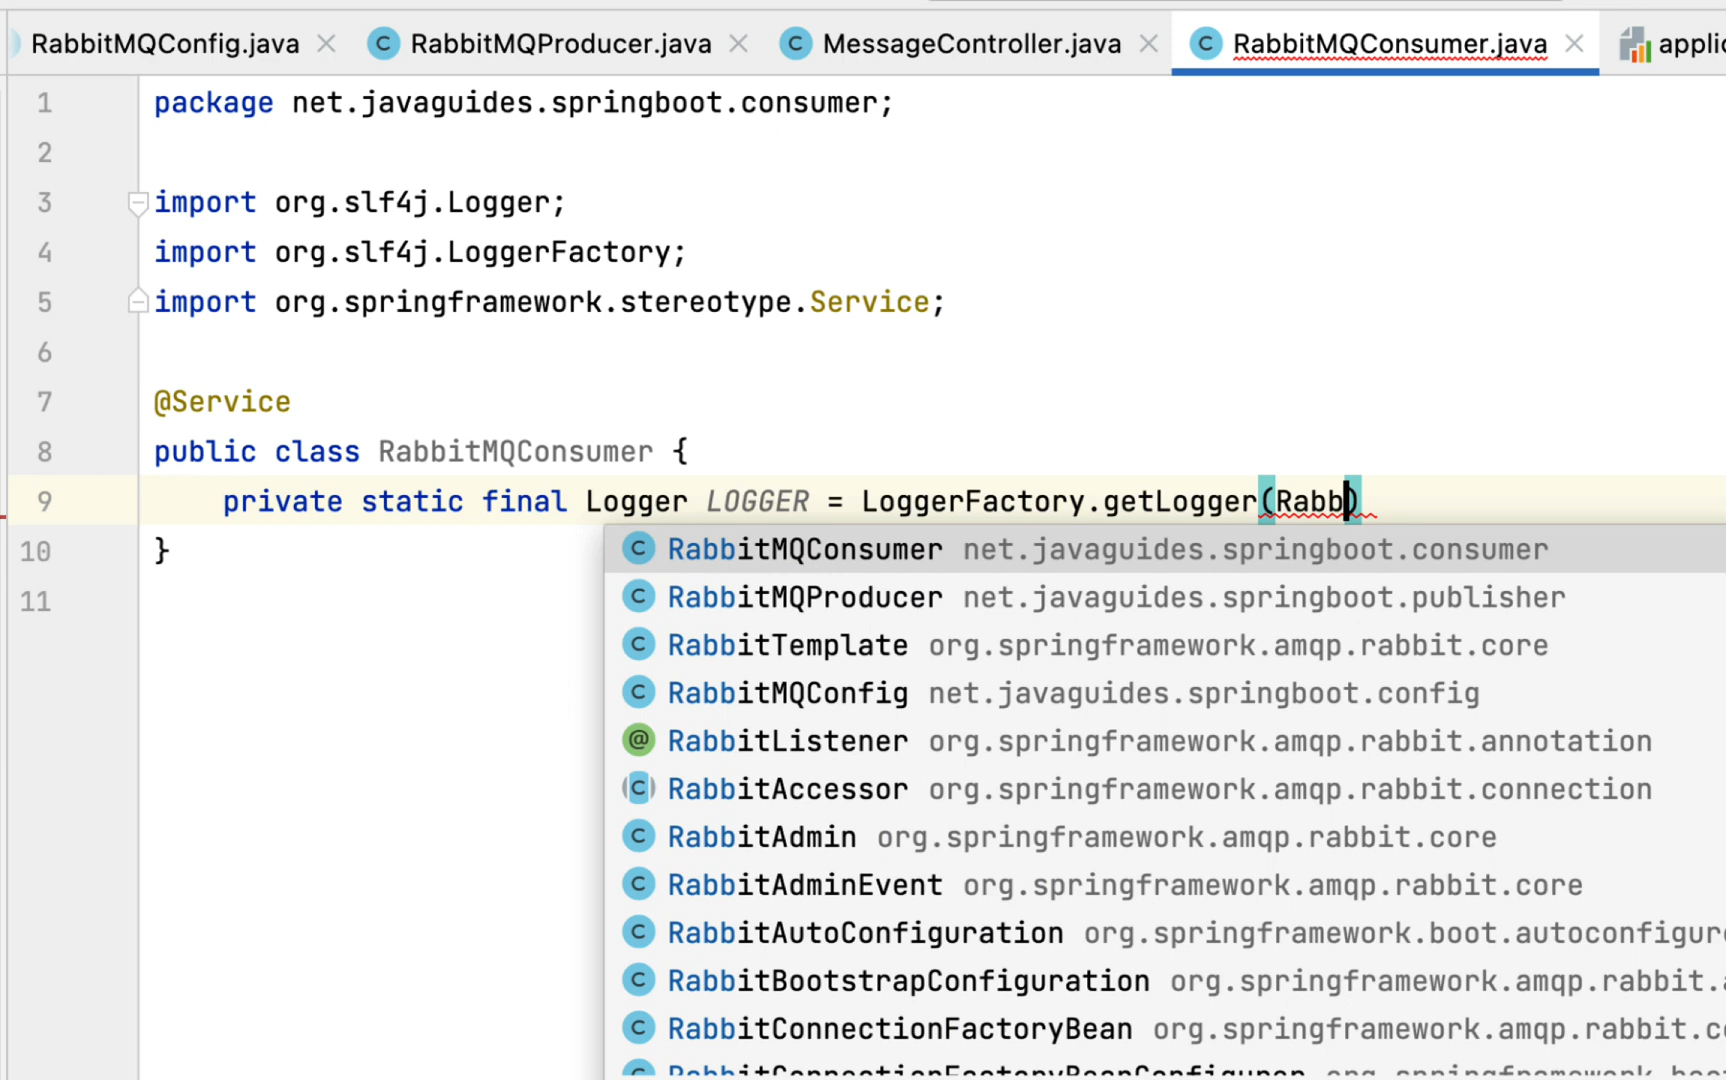 RabbitMQConfig.java RabbitMQProducer.java MessageController.java RabbitMQConsumer.java applic
1 package net.javaguides.springboot.consumer;
2
3 import org.slf4j.Logger;
4 import org.slf4j.LoggerFactory;
5 import org.springframework.stereotype.Service;
6
7 @Service
8 public class RabbitMQConsumer {
9 private static final Logger LOGGER = LoggerFactory.getLogger(Rabb)
10 }
11
RabbitMQConsumer net.javaguides.springboot.consumer
RabbitMQProducer net.javaguides.springboot.publisher
RabbitTemplate org.springframework.amqp.rabbit.core
RabbitMQConfig net.javaguides.springboot.config
RabbitListener org.springframework.amqp.rabbit.annotation
RabbitAccessor org.springframework.amqp.rabbit.connection
RabbitAdmin org.springframework.amqp.rabbit.core
RabbitAdminEvent org.springframework.amqp.rabbit.core
RabbitAutoConfiguration org.springframework.boot.autoconfigur
RabbitBootstrapConfiguration org.springframework.amqp.rabbit.
RabbitConnectionFactoryBean org.springframework.amqp.rabbit.c
RabbitConnectionFactoryBeanConfigurer org.springframework.boo